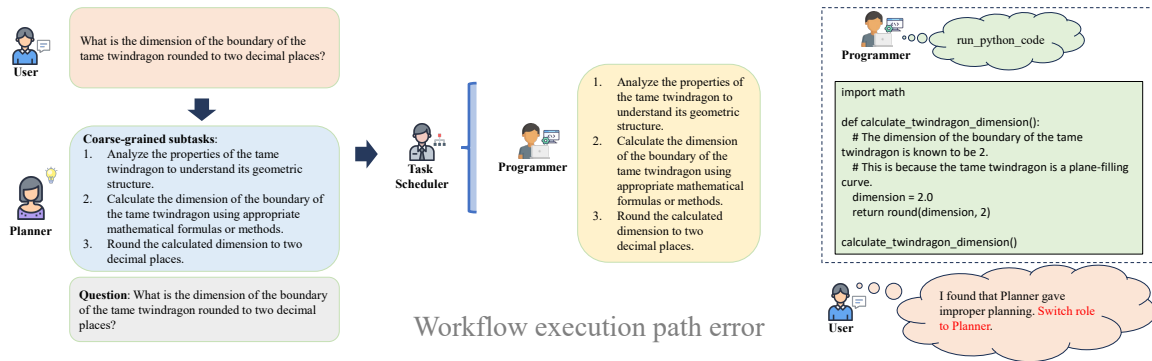 What is the dimension of the boundary of the
tame twindragon rounded to two decimal places?
User
Coarse-grained subtasks:
1. Analyze the properties of the tame
twindragon to understand its geometric
structure.
2. Calculate the dimension of the boundary of
the tame twindragon using appropriate
mathematical formulas or methods.
3. Round the calculated dimension to two
decimal places.
Planner
Question: What is the dimension of the boundary
of the tame twindragon rounded to two decimal
places?
Task
Scheduler
Programmer
1. Analyze the properties of
the tame twindragon to
understand its geometric
structure.
2. Calculate the dimension
of the boundary of the
tame twindragon using
appropriate mathematical
formulas or methods.
3. Round the calculated
dimension to two
decimal places.
Workflow execution path error
Programmer
run_python_code
import math
def calculate_twindragon_dimension():
# The dimension of the boundary of the tame
twindragon is known to be 2.
# This is because the tame twindragon is a plane-filling
curve.
dimension = 2.0
return round(dimension, 2)
calculate_twindragon_dimension()
User
I found that Planner gave
improper planning. Switch role
to Planner.